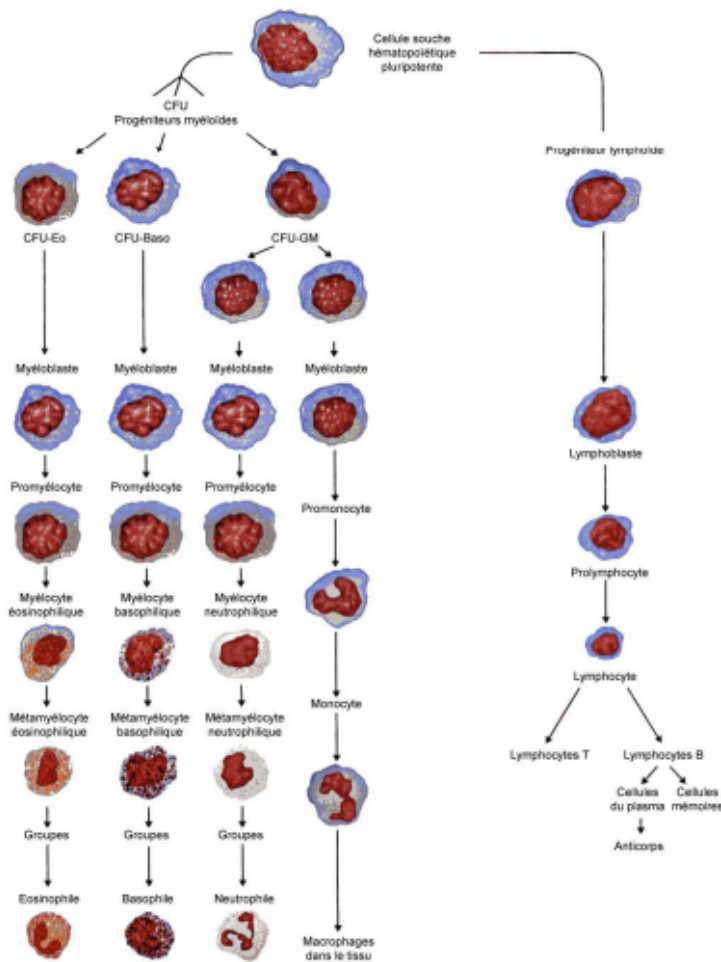 Cellule souche
hématopoïétique
pluripotente
CFU
Progéniteurs myéloïdes
Progéniteur lymphoïde
CFU-Eo
CFU-Baso
CFU-GM
Myéloblaste
Myéloblaste
Myéloblaste
Myéloblaste
Lymphoblaste
Promyélocyte
Promyélocyte
Promyélocyte
Promonocyte
Prolymphocyte
Myélocyte
éosinophilique
Myélocyte
basophilique
Myélocyte
neutrophilique
Lymphocyte
Métamyélocyte
éosinophilique
Métamyélocyte
basophilique
Métamyélocyte
neutrophilique
Monocyte
Lymphocytes T
Lymphocytes B
Cellules
du plasma
Cellules
mémoires
Anticorps
Groupes
Groupes
Groupes
Eosinophile
Basophile
Neutrophile
Macrophages
dans le tissu